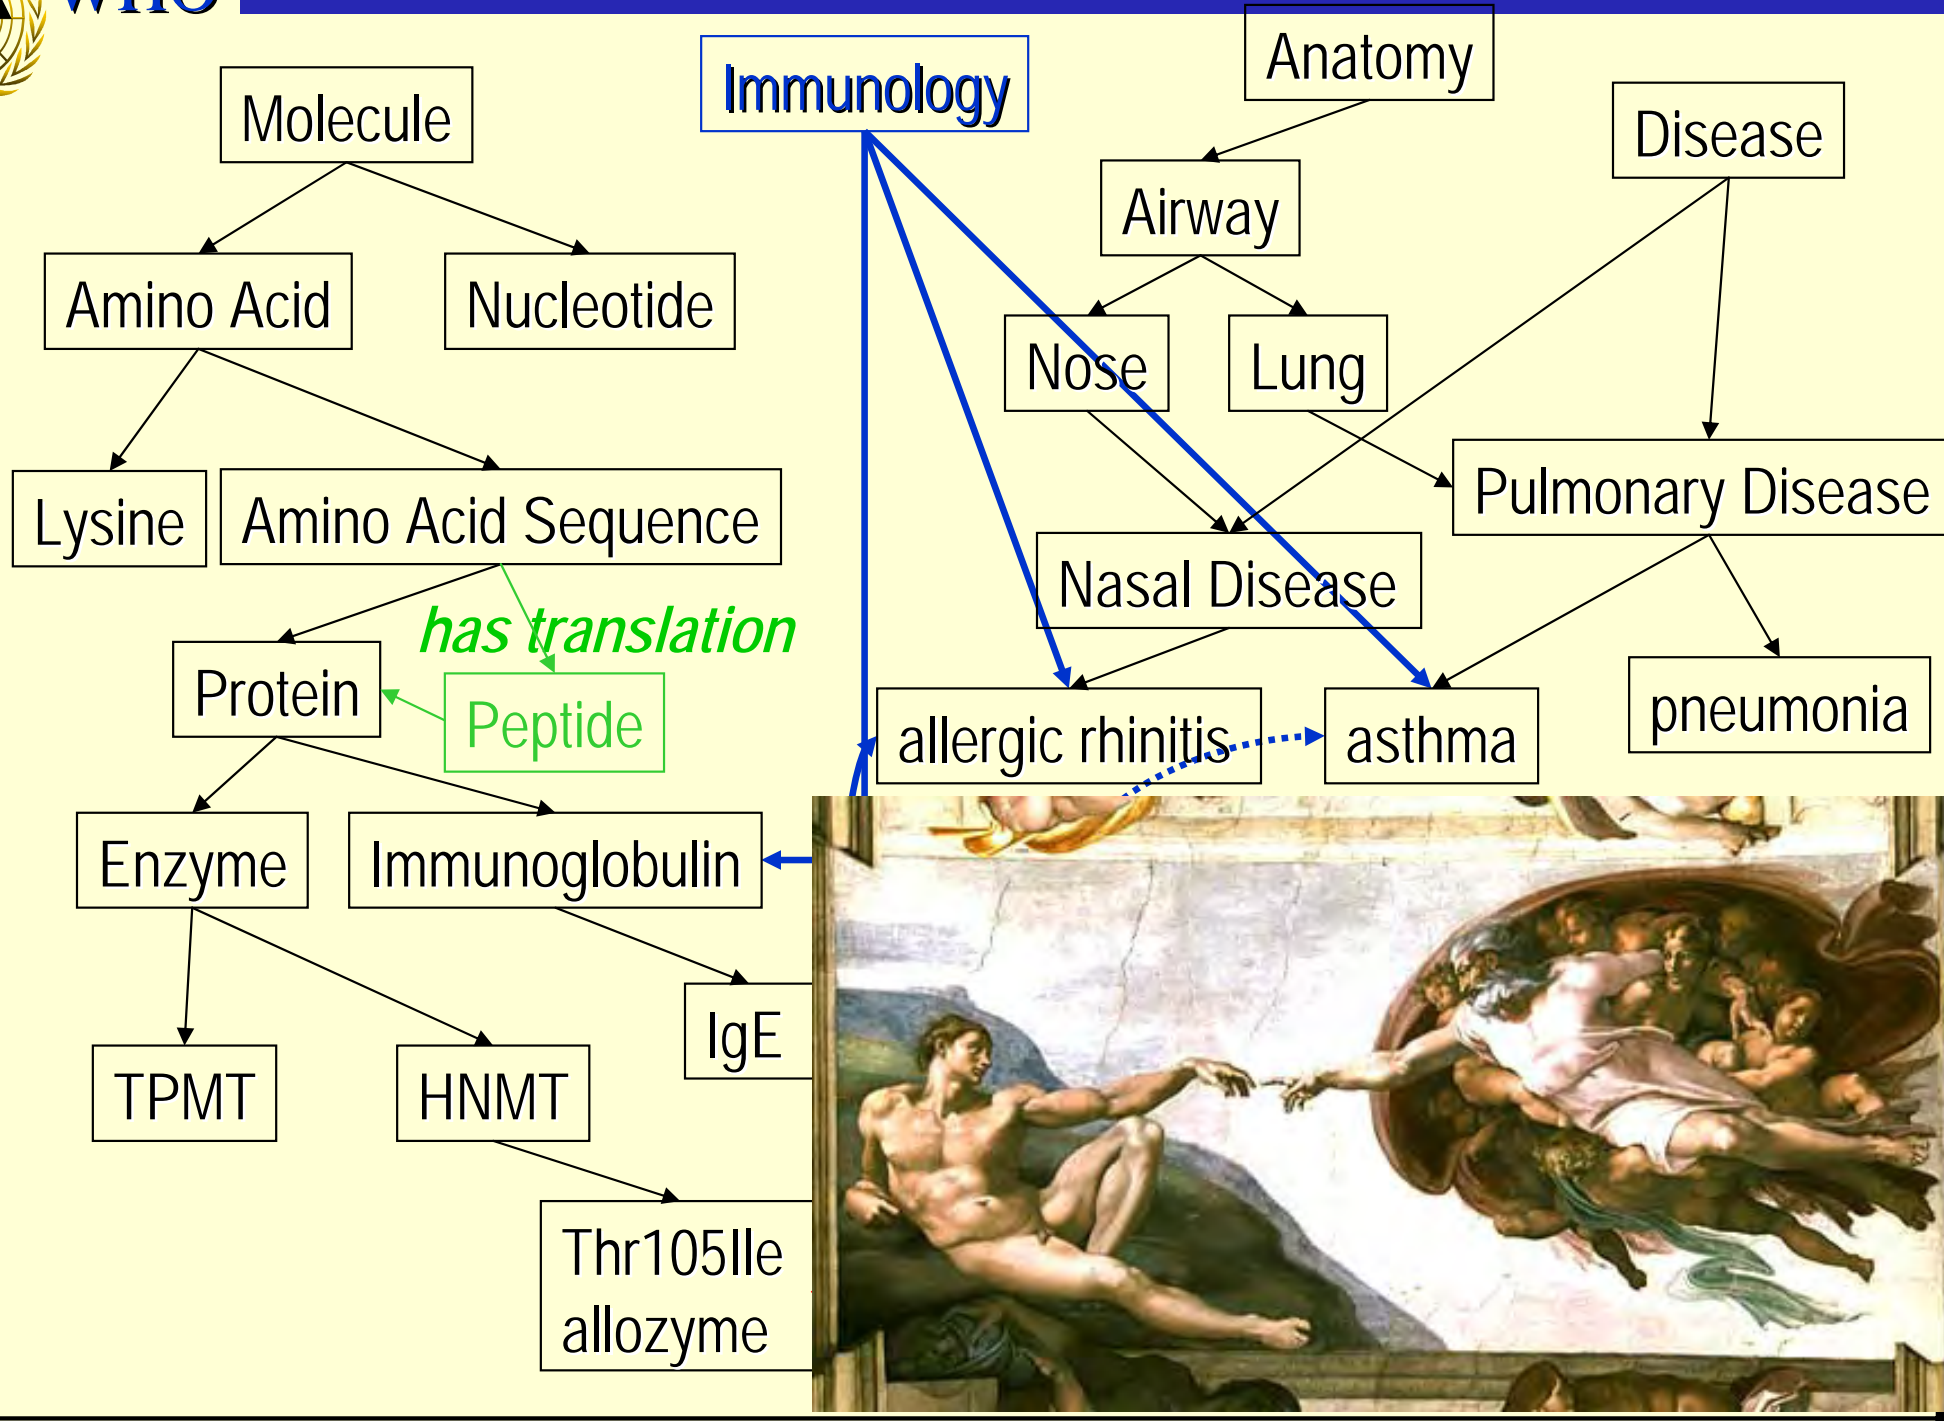 WHO
Anatomy
Immunology
Molecule
Disease
Airway
Amino Acid
Nucleotide
Nose
Lung
Pulmonary Disease
Lysine
Amino Acid Sequence
Nasal Disease
has translation
Protein
Peptide
allergic rhinitis
asthma
pneumonia
Enzyme
Immunoglobulin
IgE
TPMT
HNMT
Thr105Ile
allozyme